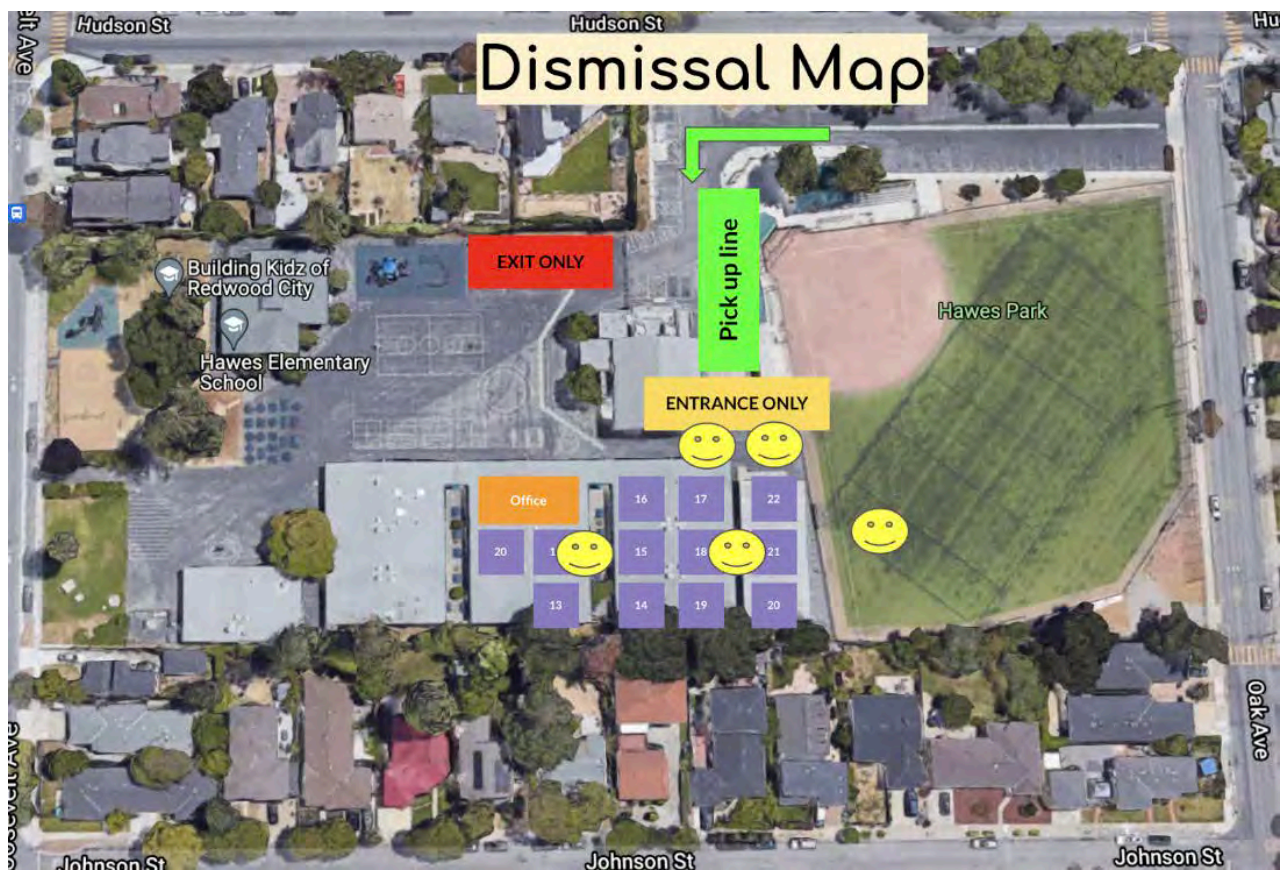 Hudson St
Hudson St
Hu
Dismissal Map
Pick up line
EXIT ONLY
Building Kidz of
Redwood City
Hawes Park
Hawes Elementary
School
ENTRANCE ONLY
Office
16
17
22
20
15
18
21
13
14
19
20
Oak Ave
Johnson St
Johnson St
Johnson St